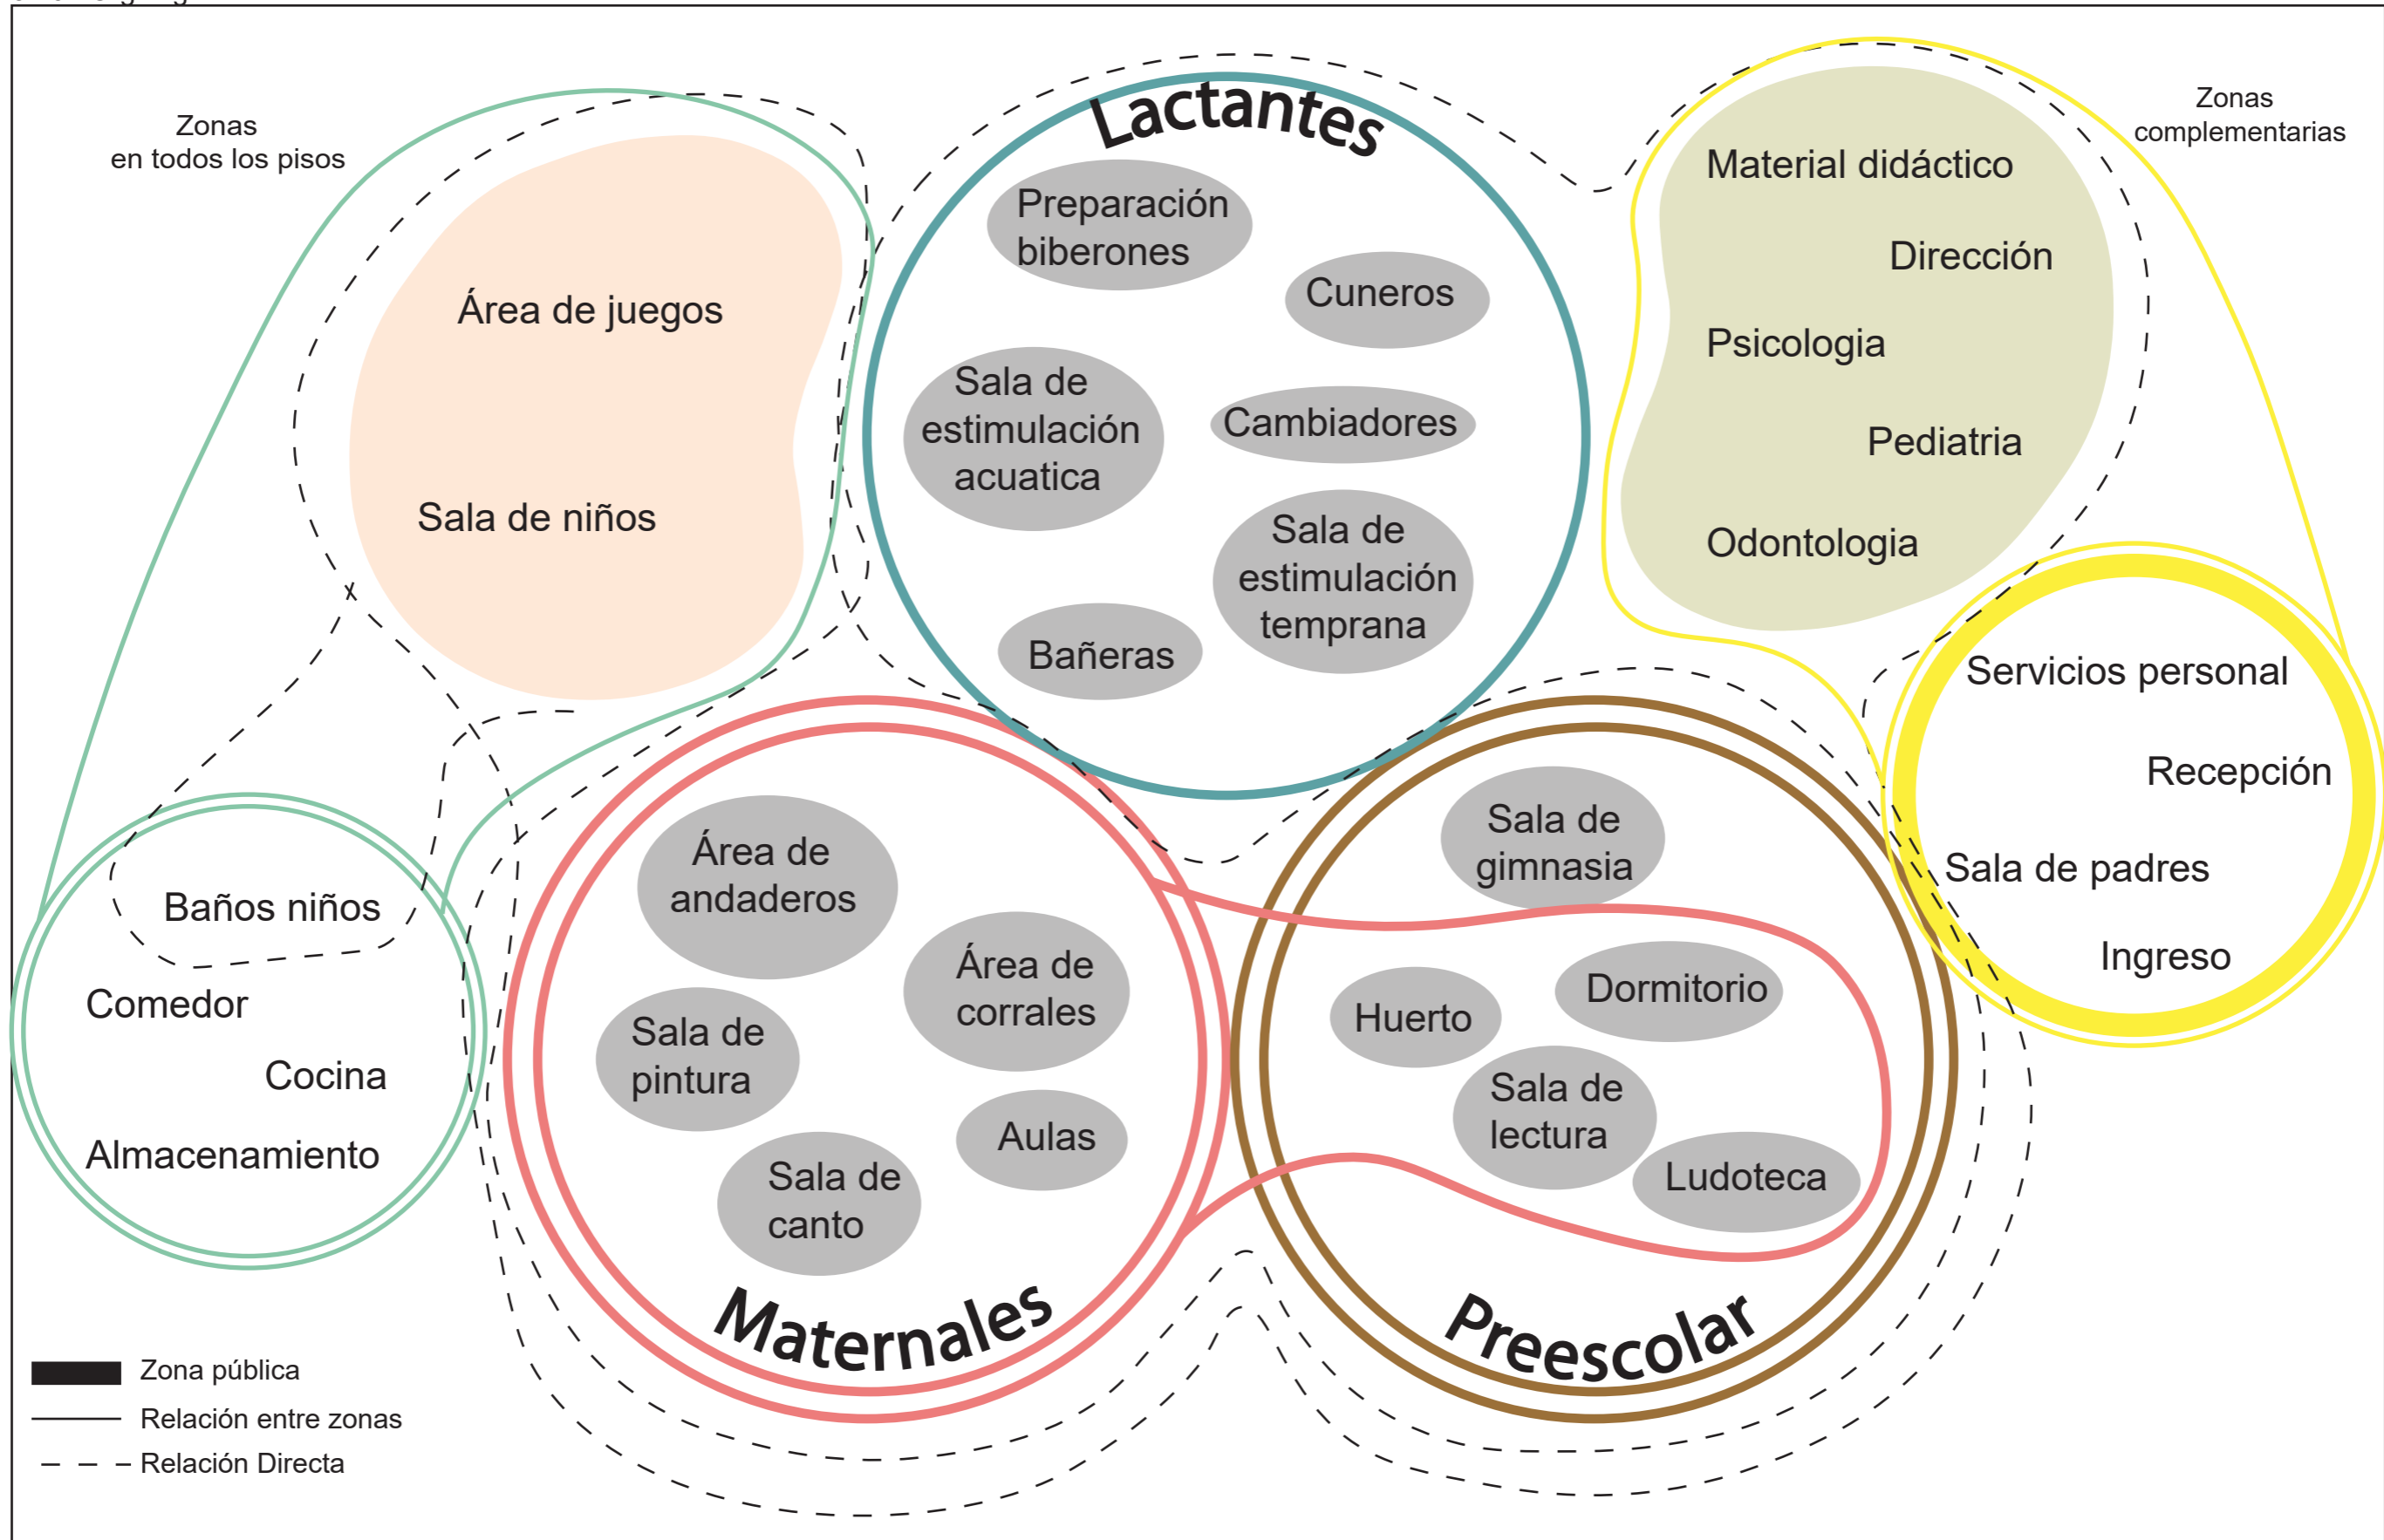 Zonas
en todos los pisos
Área de juegos
Sala de niños
Lactantes
Preparación
biberones
Cuneros
Sala de
estimulación
acuatica
Cambiadores
Sala de
estimulación
temprana
Bañeras
Zonas
complementarias
Material didáctico
Dirección
Psicologia
Pediatria
Odontologia
Servicios personal
Recepción
Sala de padres
Ingreso
Baños niños
Comedor
Cocina
Almacenamiento
Área de
andaderos
Área de
corrales
Sala de
pintura
Aulas
Sala de
canto
Maternales
Sala de
gimnasia
Dormitorio
Huerto
Sala de
lectura
Ludoteca
Preescolar
Zona pública
Relación entre zonas
Relación Directa